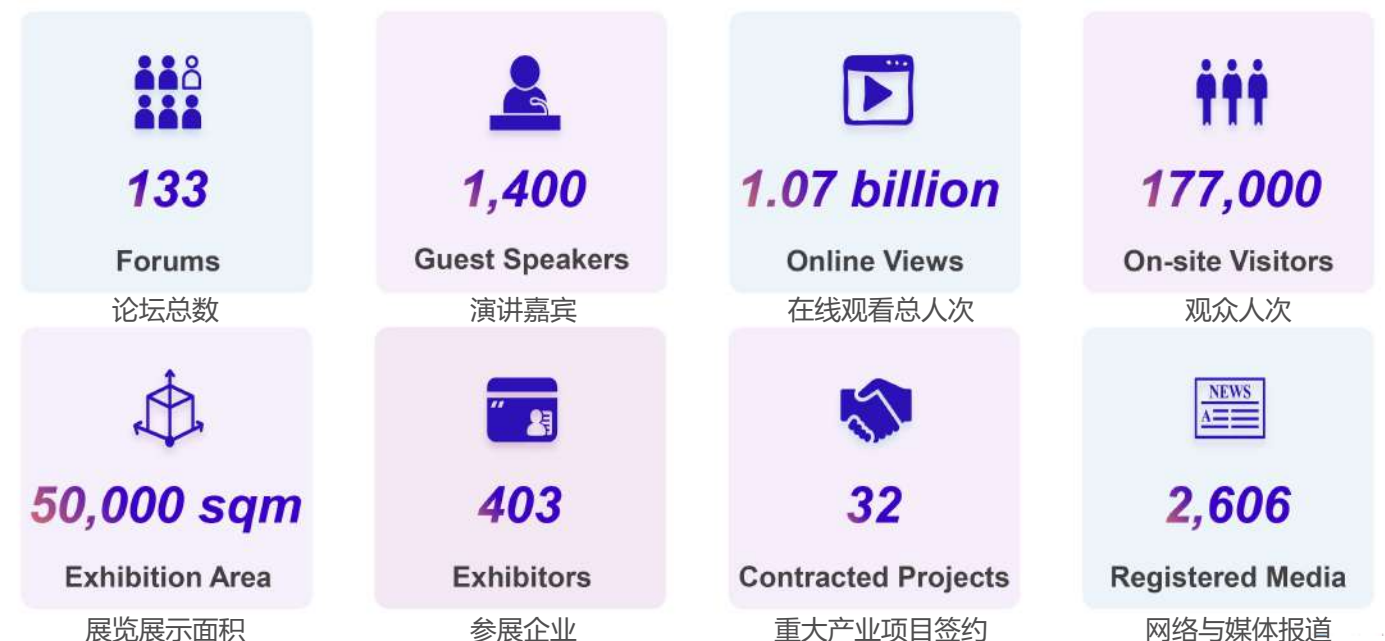 133
Forums
论坛总数
1,400
Guest Speakers
演讲嘉宾
1.07 billion
Online Views
在线观看总人次
177,000
On-site Visitors
观众人次
50,000 sqm
Exhibition Area
展览展示面积
403
Exhibitors
参展企业
32
Contracted Projects
重大产业项目签约
NEWS
A
2,606
Registered Media
网络与媒体报道